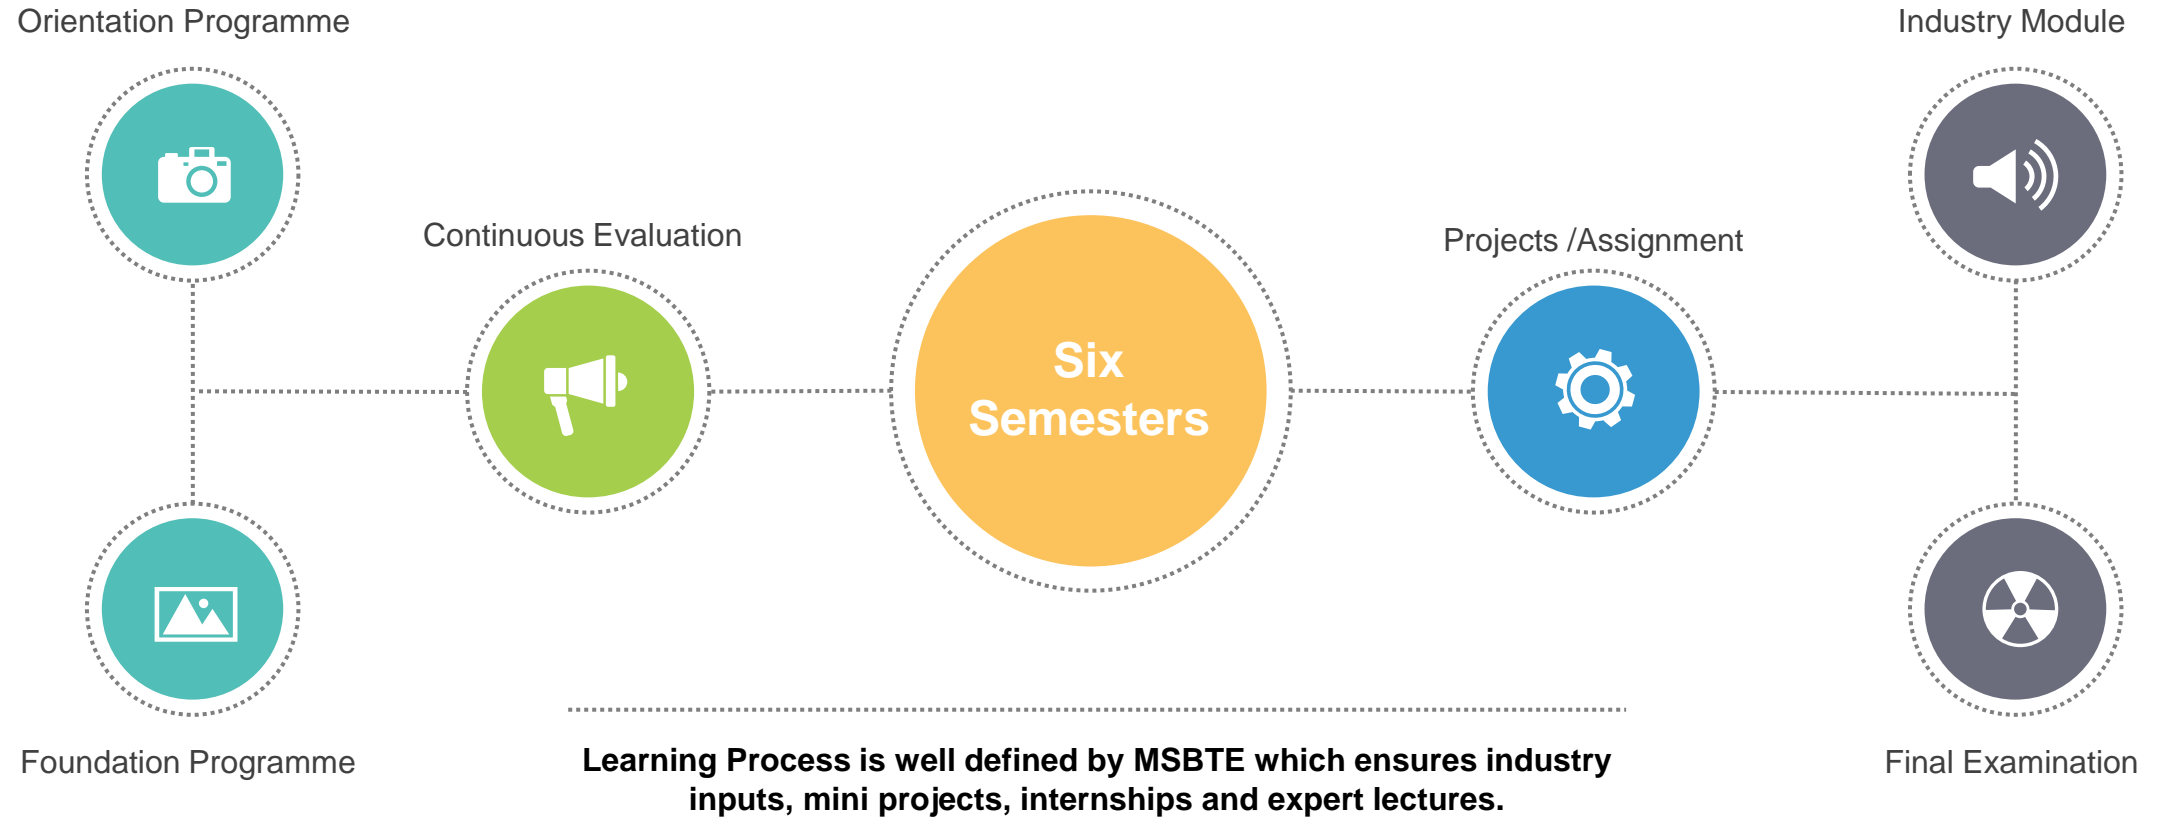 Orientation Programme
Industry Module
Continuous Evaluation
Projects /Assignment
Six
Semesters
Foundation Programme
Final Examination
Learning Process is well defined by MSBTE which ensures industry
inputs, mini projects, internships and expert lectures.